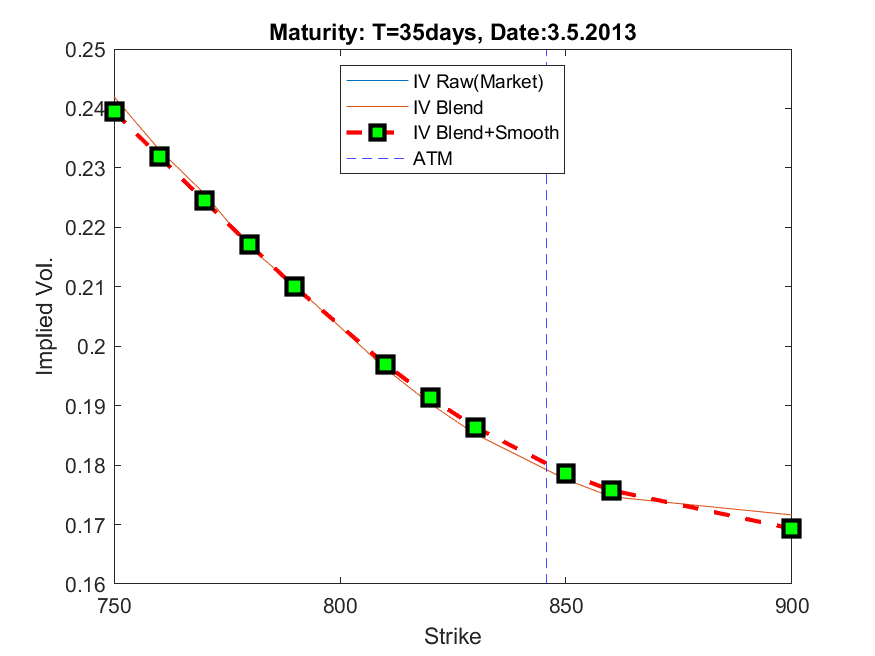 Maturity: T=35days, Date:3.5.2013
0.25
0.24
0.23
0.22
0.21
0.2
0.19
0.18
0.17
0.16
Implied Vol.
IV Raw(Market)
IV Blend
IV Blend+Smooth
ATM
750
800
850
900
Strike